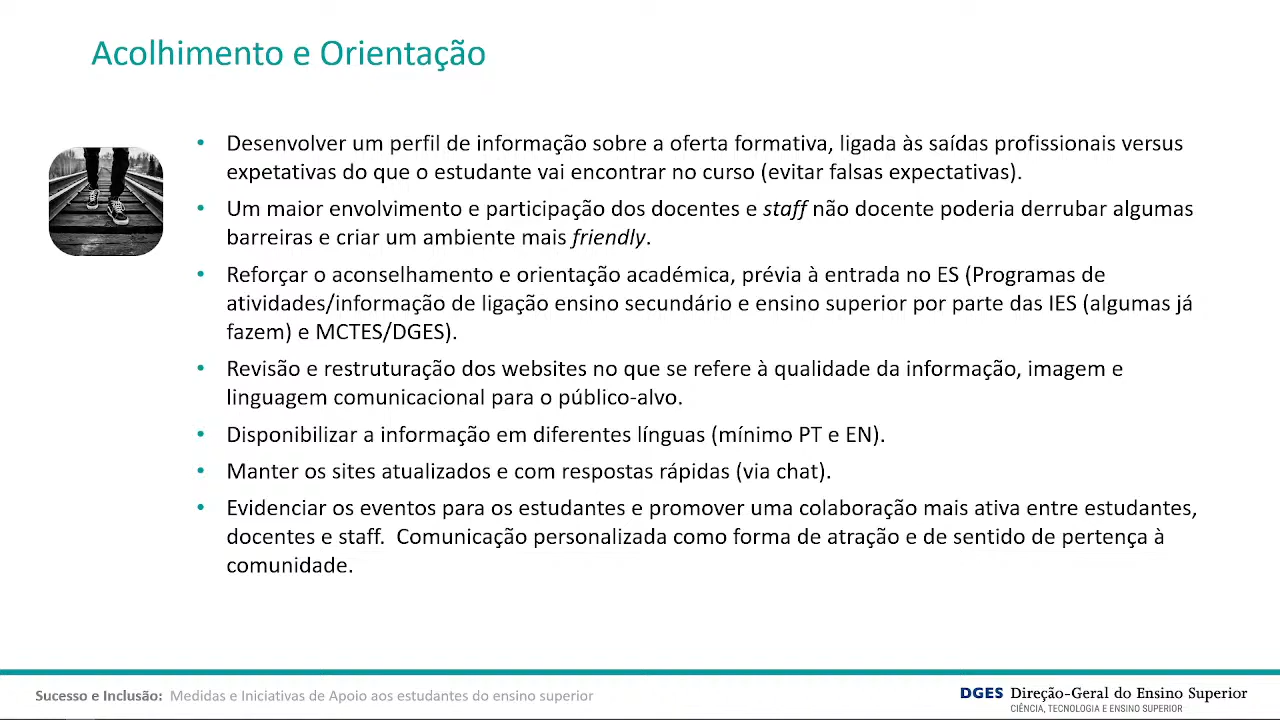 Acolhimento e Orientação
• Desenvolver um perfil de informação sobre a oferta formativa, ligada às saídas profissionais versus
expetativas do que o estudante vai encontrar no curso (evitar falsas expectativas).
• Um maior envolvimento e participação dos docentes e staff não docente poderia derrubar algumas
barreiras e criar um ambiente mais friendly.
• Reforçar o aconselhamento e orientação académica, prévia à entrada no ES (Programas de
atividades/informação de ligação ensino secundário e ensino superior por parte das IES (algumas já
fazem) e MCTES/DGES).
• Revisão e restruturação dos websites no que se refere à qualidade da informação, imagem e
linguagem comunicacional para o público-alvo.
• Disponibilizar a informação em diferentes línguas (mínimo PT e EN).
• Manter os sites atualizados e com respostas rápidas (via chat).
• Evidenciar os eventos para os estudantes e promover uma colaboração mais ativa entre estudantes,
docentes e staff.  Comunicação personalizada como forma de atração e de sentido de pertença à
comunidade.
Sucesso e Inclusão: Medidas e Iniciativas de Apoio aos estudantes do ensino superior
DGES Direção-Geral do Ensino Superior
CIÊNCIA, TECNOLOGIA E ENSINO SUPERIOR